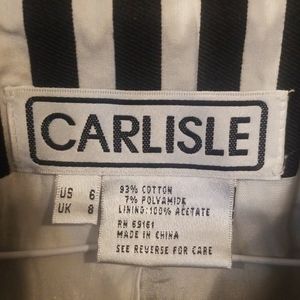 CARLISLE
US 6
UK 8
93% COTTON
7% POLYAMIDE
LINING:100% ACETATE
RN 69161
MADE IN CHINA
SEE REVERSE FOR CARE